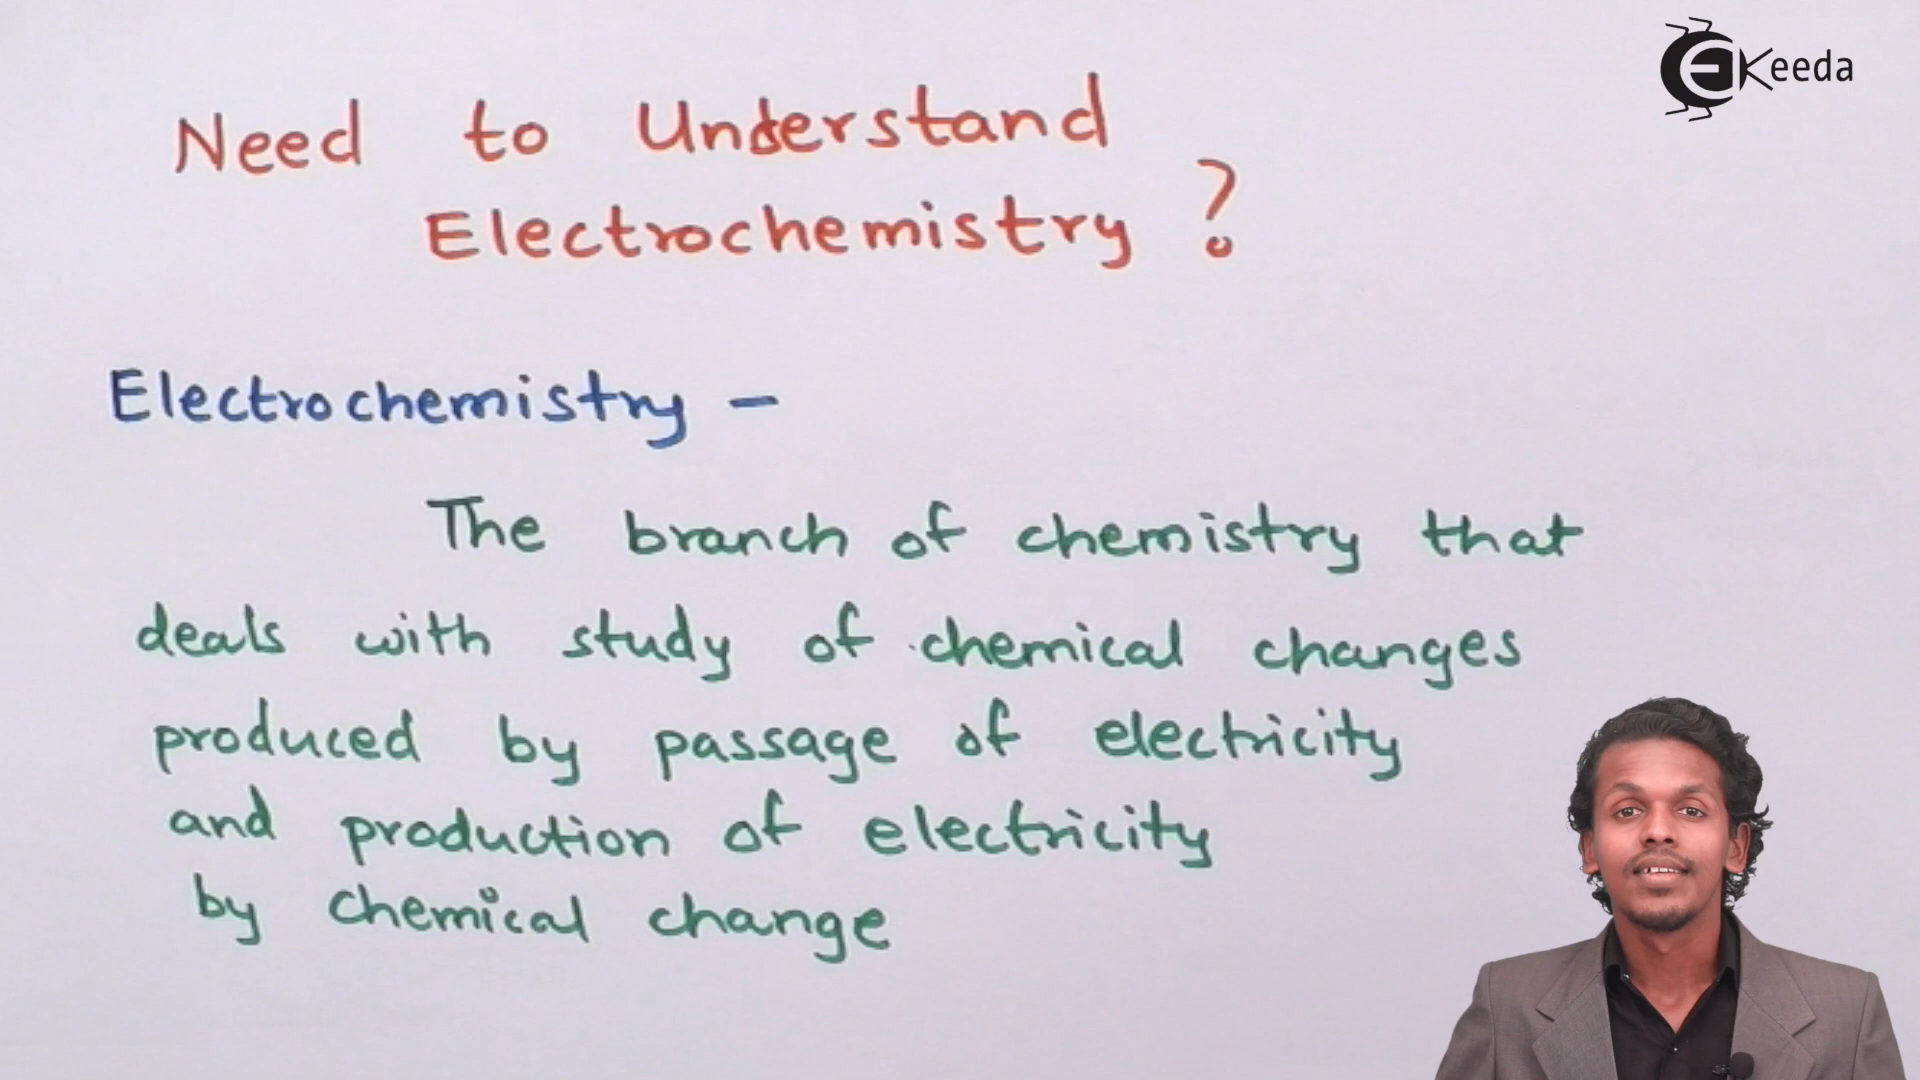 EKeeda
Need to Understand
Electrochemistry ?
Electrochemistry -
The branch of chemistry that
deals with study of chemical changes
produced by passage of electricity
and production of electricity
by chemical change